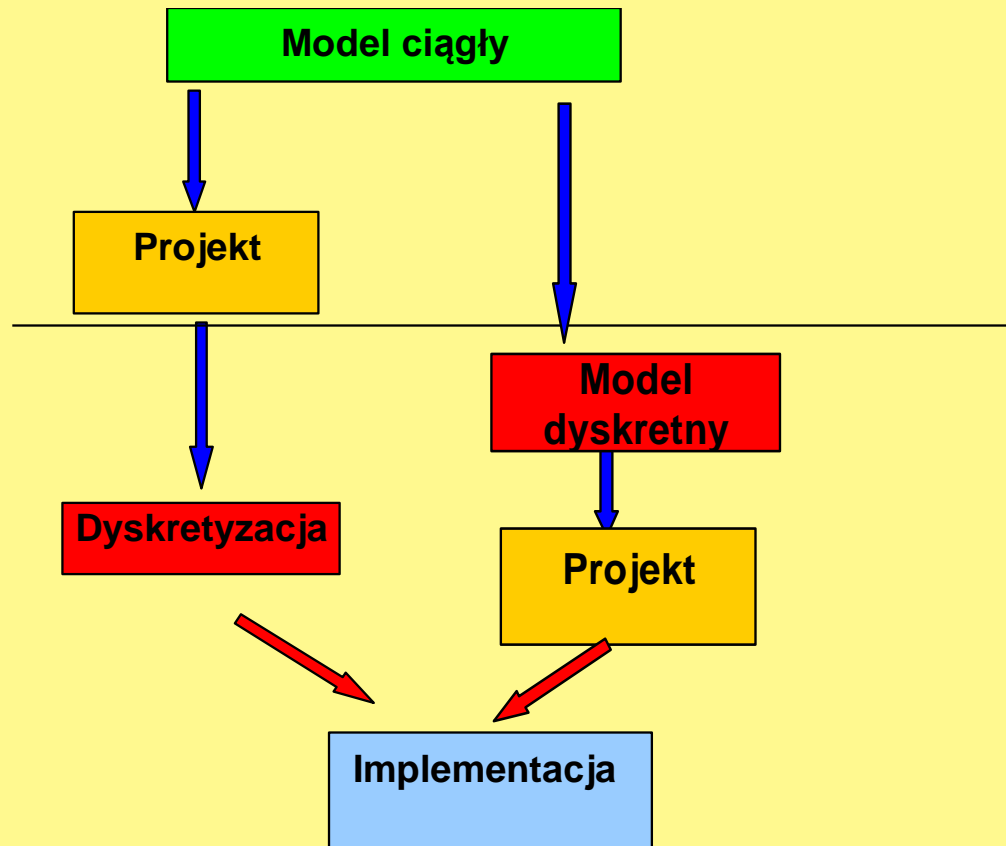 Model ciągły
Projekt
Model
dyskretny
Dyskretyzacja
Projekt
Implementacja